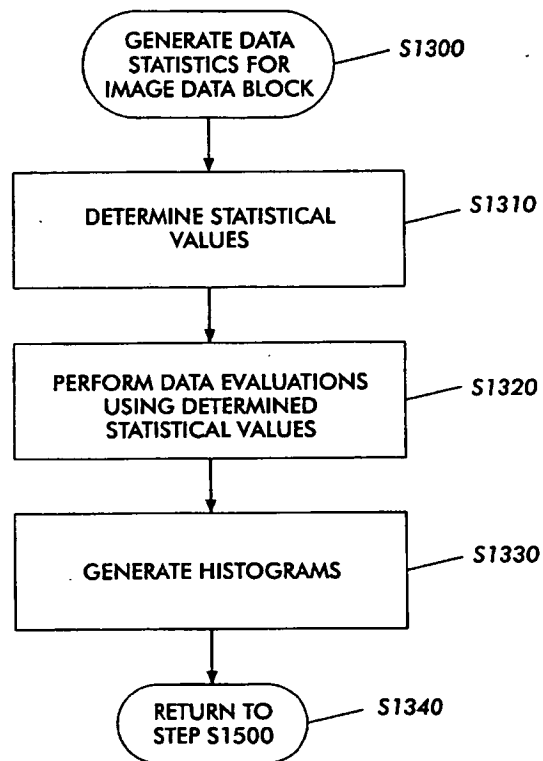 GENERATE DATA
STATISTICS FOR
IMAGE DATA BLOCK
S1300
DETERMINE STATISTICAL
VALUES
S1310
PERFORM DATA EVALUATIONS
USING DETERMINED
STATISTICAL VALUES
S1320
GENERATE HISTOGRAMS
S1330
RETURN TO
STEP S1500
S1340